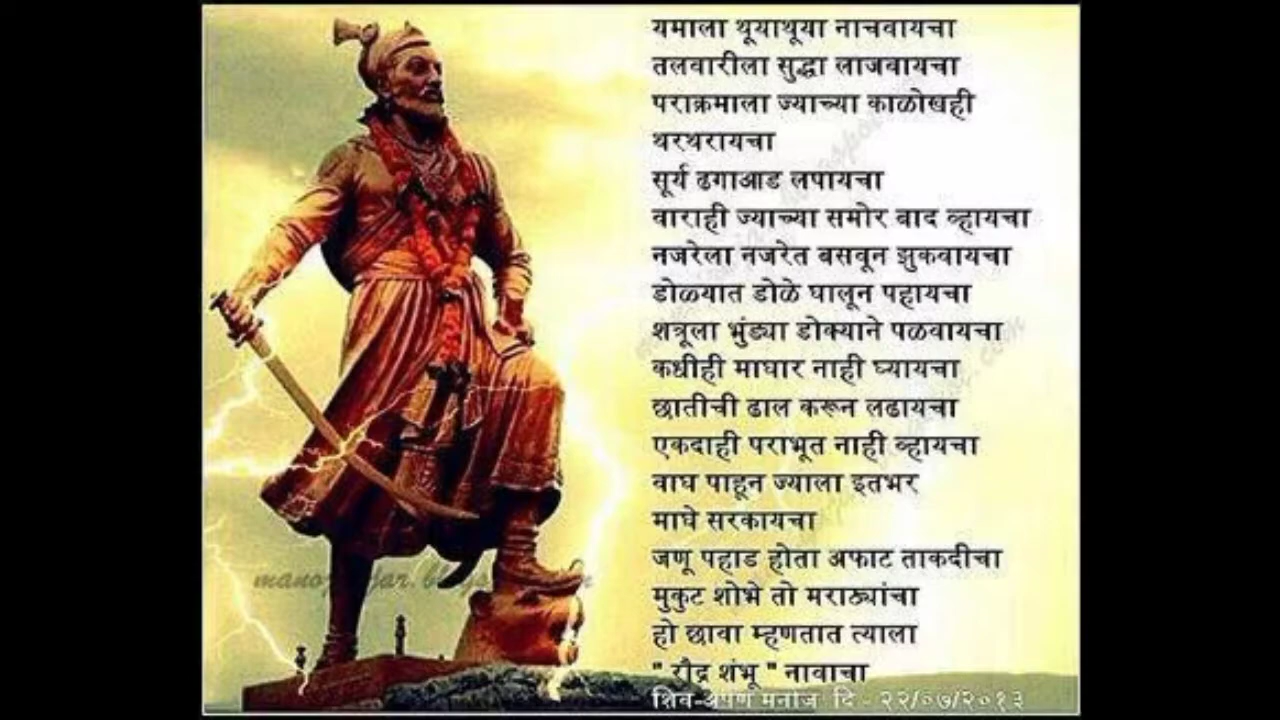 यमाला थूयाथूया नाचवायचा
तलवारीला सुद्धा लाजवायचा
पराक्रमाला ज्याच्या काळोखही
थरथरायचा
सूर्य ढगाआड लपायचा
वाराही ज्याच्या समोर बाद व्हायचा
नजरेला नजरेत बसवून झुकवायचा
डोळ्यात डोळे घालून पहायचा
शत्रूला भुंड्या डोक्याने पळवायचा
कधीही माघार नाही घ्यायचा
छातीची ढाल करून लढायचा
एकदाही पराभूत नाही व्हायचा
वाघ पाहून ज्याला इतभर
माघे सरकायचा
जणू पहाड होता अफाट ताकदीचा
मुकुट शोभे तो मराठ्यांचा
हो छावा म्हणतात त्याला
" रौद्र शंभू " नावाचा
शिव-अर्पण मनोज दि - २२/०७/२०१३